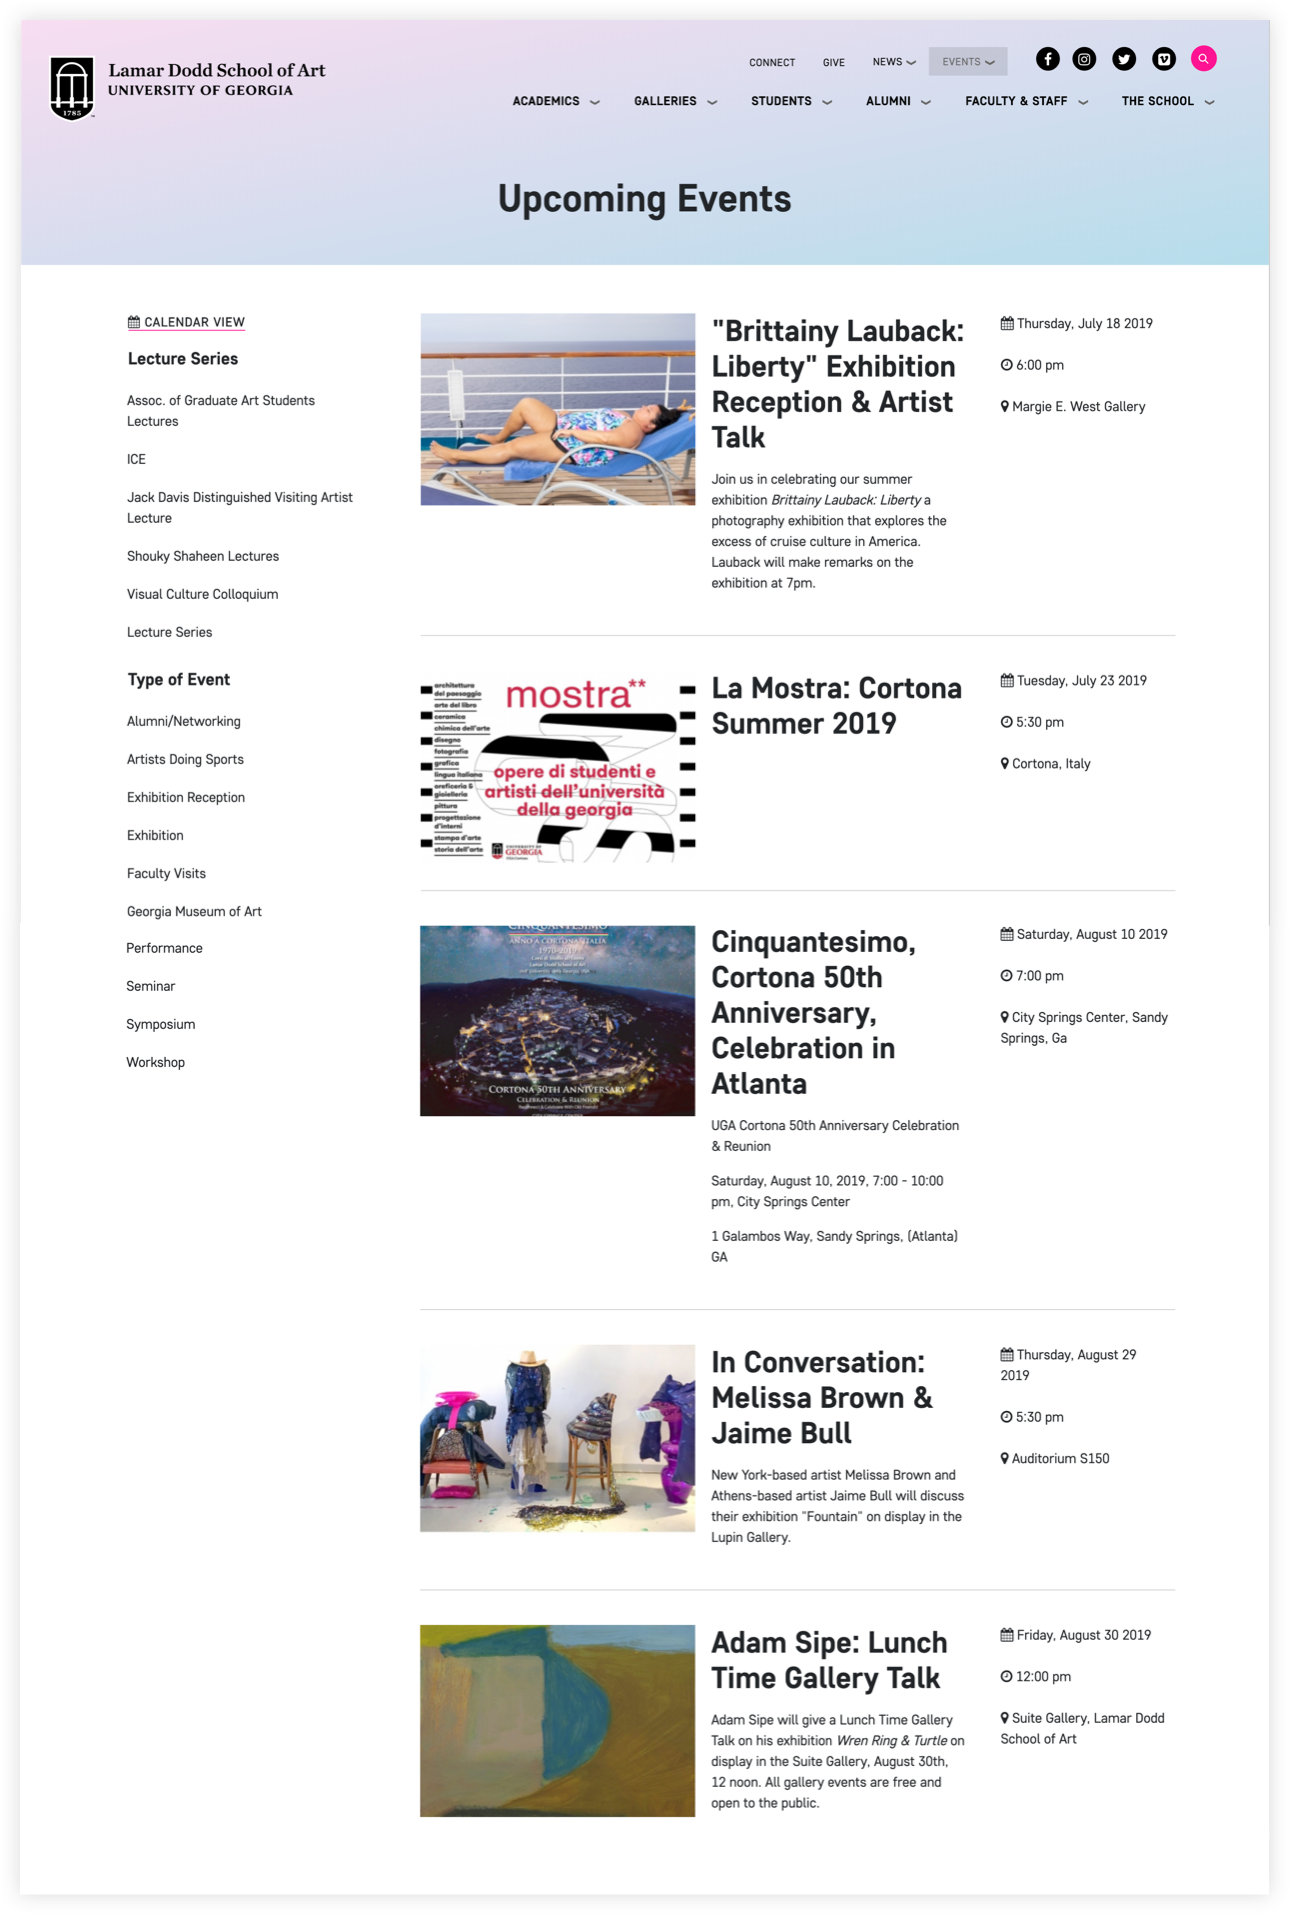 Lamar Dodd School of Art
UNIVERSITY OF GEORGIA
1785
CONNECT
GIVE
NEWS
EVENTS
ACADEMICS
GALLERIES
STUDENTS
ALUMNI
FACULTY & STAFF
THE SCHOOL
Upcoming Events
CALENDAR VIEW
Lecture Series
Assoc. of Graduate Art Students
Lectures
ICE
Jack Davis Distinguished Visiting Artist
Lecture
Shouky Shaheen Lectures
Visual Culture Colloquium
Lecture Series
Type of Event
Alumni/Networking
Artists Doing Sports
Exhibition Reception
Exhibition
Faculty Visits
Georgia Museum of Art
Performance
Seminar
Symposium
Workshop
"Brittainy Lauback:
Liberty" Exhibition
Reception & Artist
Talk
Join us in celebrating our summer
exhibition Brittainy Lauback: Liberty a
photography exhibition that explores the
excess of cruise culture in America.
Lauback will make remarks on the
exhibition at 7pm.
Thursday, July 18 2019
6:00 pm
Margie E. West Gallery
architettura
del paesaggio
arte del libro
ceramica
chimica dell'arte
disegno
fotografia
grafica
lingua italiana
oreficeria &
gioielleria
pittura
progettazione
d'interni
stampa d'arte
storia dell'arte
mostra**
opere di studenti e
artisti dell'università
della georgia
UNIVERSITY OF
GEORGIA
La Mostra: Cortona
Summer 2019
Tuesday, July 23 2019
5:30 pm
Cortona, Italy
CINQUANTESIMO
ANNO A CORTONA, ITALIA
1970-2019
Lamar Dodd School of Art
CORTONA 50TH ANNIVERSARY
CELEBRATION & REUNION
CITY SPRINGS CENTER
Cinquantesimo,
Cortona 50th
Anniversary,
Celebration in
Atlanta
UGA Cortona 50th Anniversary Celebration
& Reunion
Saturday, August 10, 2019, 7:00 - 10:00
pm, City Springs Center
1 Galambos Way, Sandy Springs, (Atlanta)
GA
Saturday, August 10 2019
7:00 pm
City Springs Center, Sandy
Springs, Ga
In Conversation:
Melissa Brown &
Jaime Bull
New York-based artist Melissa Brown and
Athens-based artist Jaime Bull will discuss
their exhibition "Fountain" on display in the
Lupin Gallery.
Thursday, August 29
2019
5:30 pm
Auditorium S150
Adam Sipe: Lunch
Time Gallery Talk
Adam Sipe will give a Lunch Time Gallery
Talk on his exhibition Wren Ring & Turtle on
display in the Suite Gallery, August 30th,
12 noon. All gallery events are free and
open to the public.
Friday, August 30 2019
12:00 pm
Suite Gallery, Lamar Dodd
School of Art